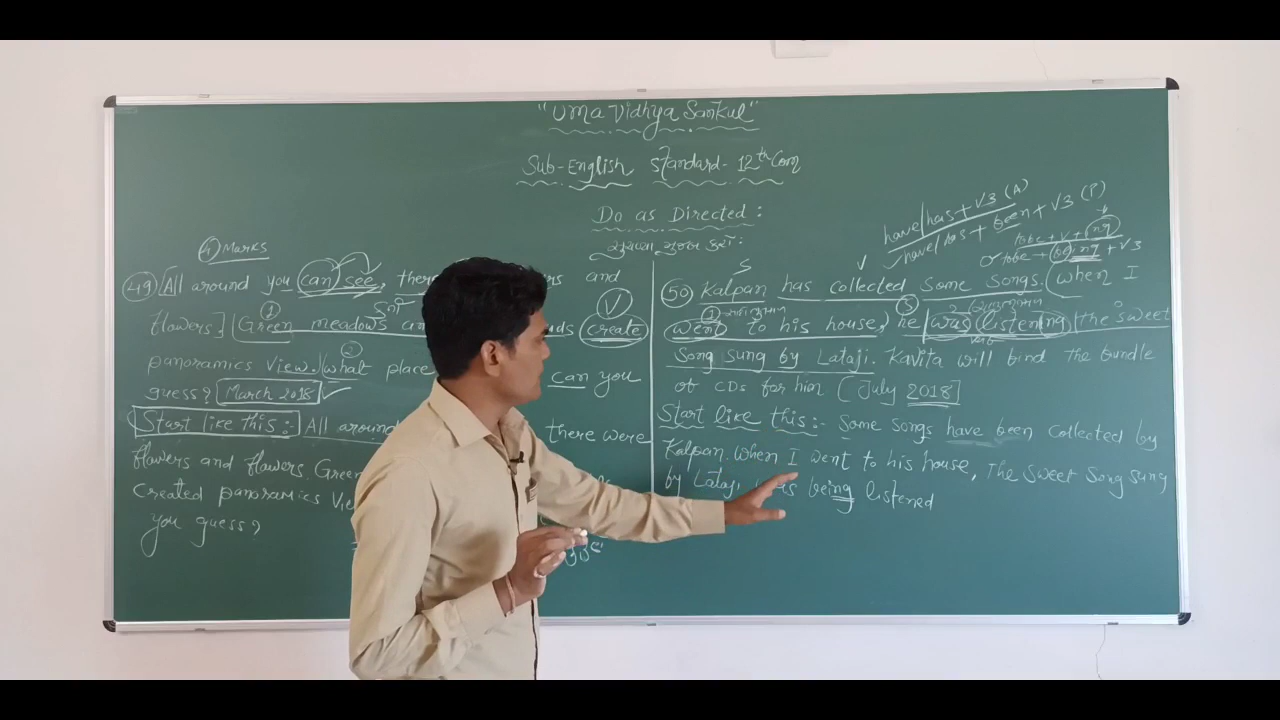 "Uma Vidhya Sankul"
Sub-English Standard-12th Com
Do as Directed :
સૂચના મુજબ કરો:
(4) Marks
(49) [All around you can see, there and
flowers.] (Green meadows create
panoramics view.) (what place can you
guess? [March 2018]
Start like this:- All around there were
flowers and flowers. Green
Created panoramics
you guess?
have/has + V3 (A)
have/has + been + V3 (P)
tobe + V + ing
or tobe + being + V3
S
(50) Kalpan has collected Some Songs. (when I
(1) (3)
went to his house, he was listening the sweet
song sung by Lataji. Kavita will bind the bundle
of CDs for him [July 2018]
Start like this:- Some songs have been collected by
Kalpan. when I went to his house, The sweet song sung
by Lataji, being listened